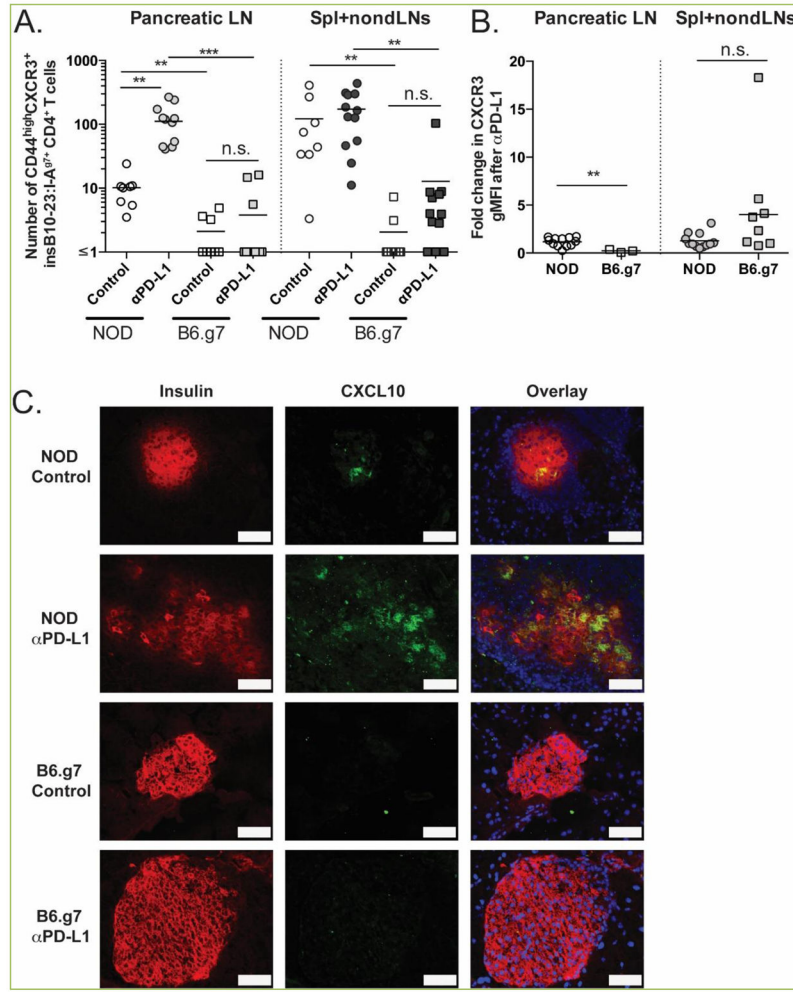 A.
Pancreatic LN
Spl+nondLNs
Number of CD44highCXCR3+
insB10-23:I-Ag7+ CD4+ T cells
1000
100
10
≤1
**
**
***
n.s.
**
**
n.s.
Control
αPD-L1
Control
αPD-L1
Control
αPD-L1
Control
αPD-L1
NOD
B6.g7
NOD
B6.g7
B.
Pancreatic LN
Spl+nondLNs
Fold change in CXCR3
gMFI after αPD-L1
20
15
10
5
0
**
n.s.
NOD
B6.g7
NOD
B6.g7
C.
Insulin
CXCL10
Overlay
NOD
Control
NOD
αPD-L1
B6.g7
Control
B6.g7
αPD-L1